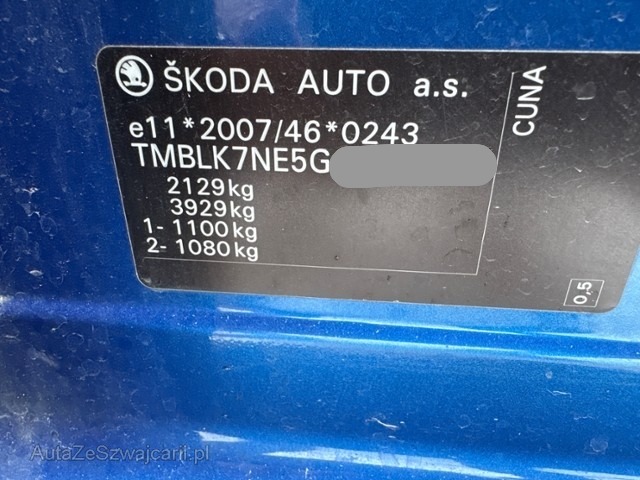 ŠKODA AUTO a.s.
e11*2007/46*0243
TMBLK7NE5G
2129kg
3929kg
1- 1100kg
2- 1080kg
CUNA
0,5
AutaZeSzwajcarii.pl